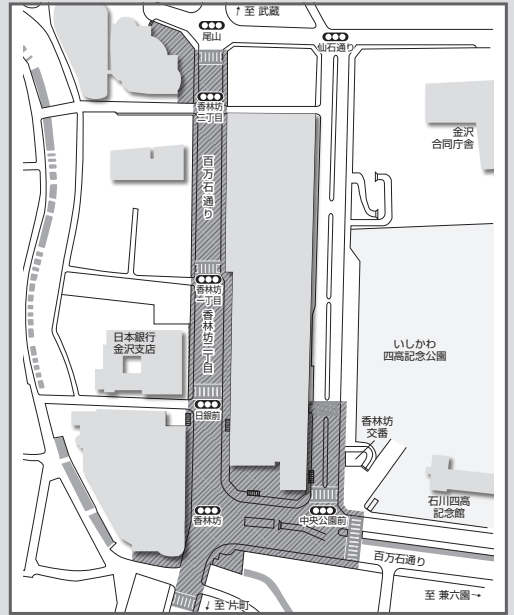 ↑至 武蔵
尾山
仙石通り
香林坊
二丁目
金沢
合同庁舎
百万石通り
香林坊
一丁目
香林坊二丁目
日本銀行
金沢支店
いしかわ
四高記念公園
日銀前
香林坊
交番
石川四高
記念館
香林坊
中央公園前
百万石通り
至 兼六園→
↓至 片町